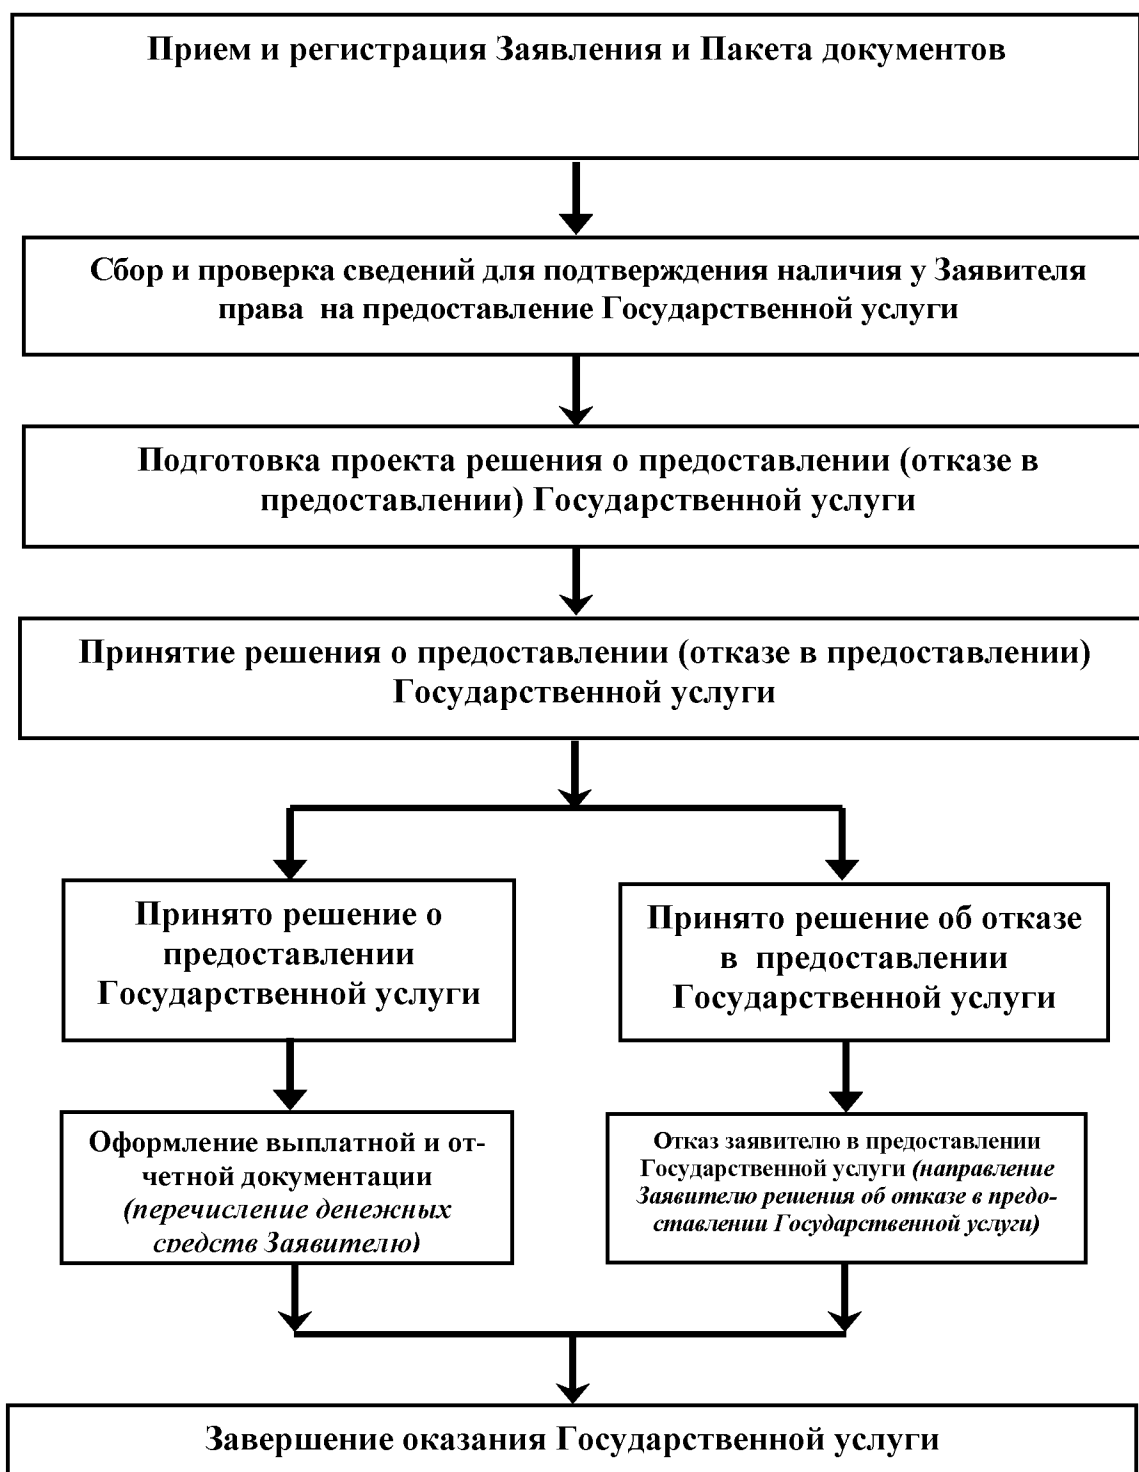 Прием и регистрация Заявления и Пакета документов
Сбор и проверка сведений для подтверждения наличия у Заявителя
права на предоставление Государственной услуги
Подготовка проекта решения о предоставлении (отказе в
предоставлении) Государственной услуги
Принятие решения о предоставлении (отказе в предоставлении)
Государственной услуги
Принято решение о
предоставлении
Государственной услуги
Принято решение об отказе
в предоставлении
Государственной услуги
Оформление выплатной и от-
четной документации
(перечисление денежных
средств Заявителю)
Отказ заявителю в предоставлении
Государственной услуги (направление
Заявителю решения об отказе в предо-
ставлении Государственной услуги)
Завершение оказания Государственной услуги